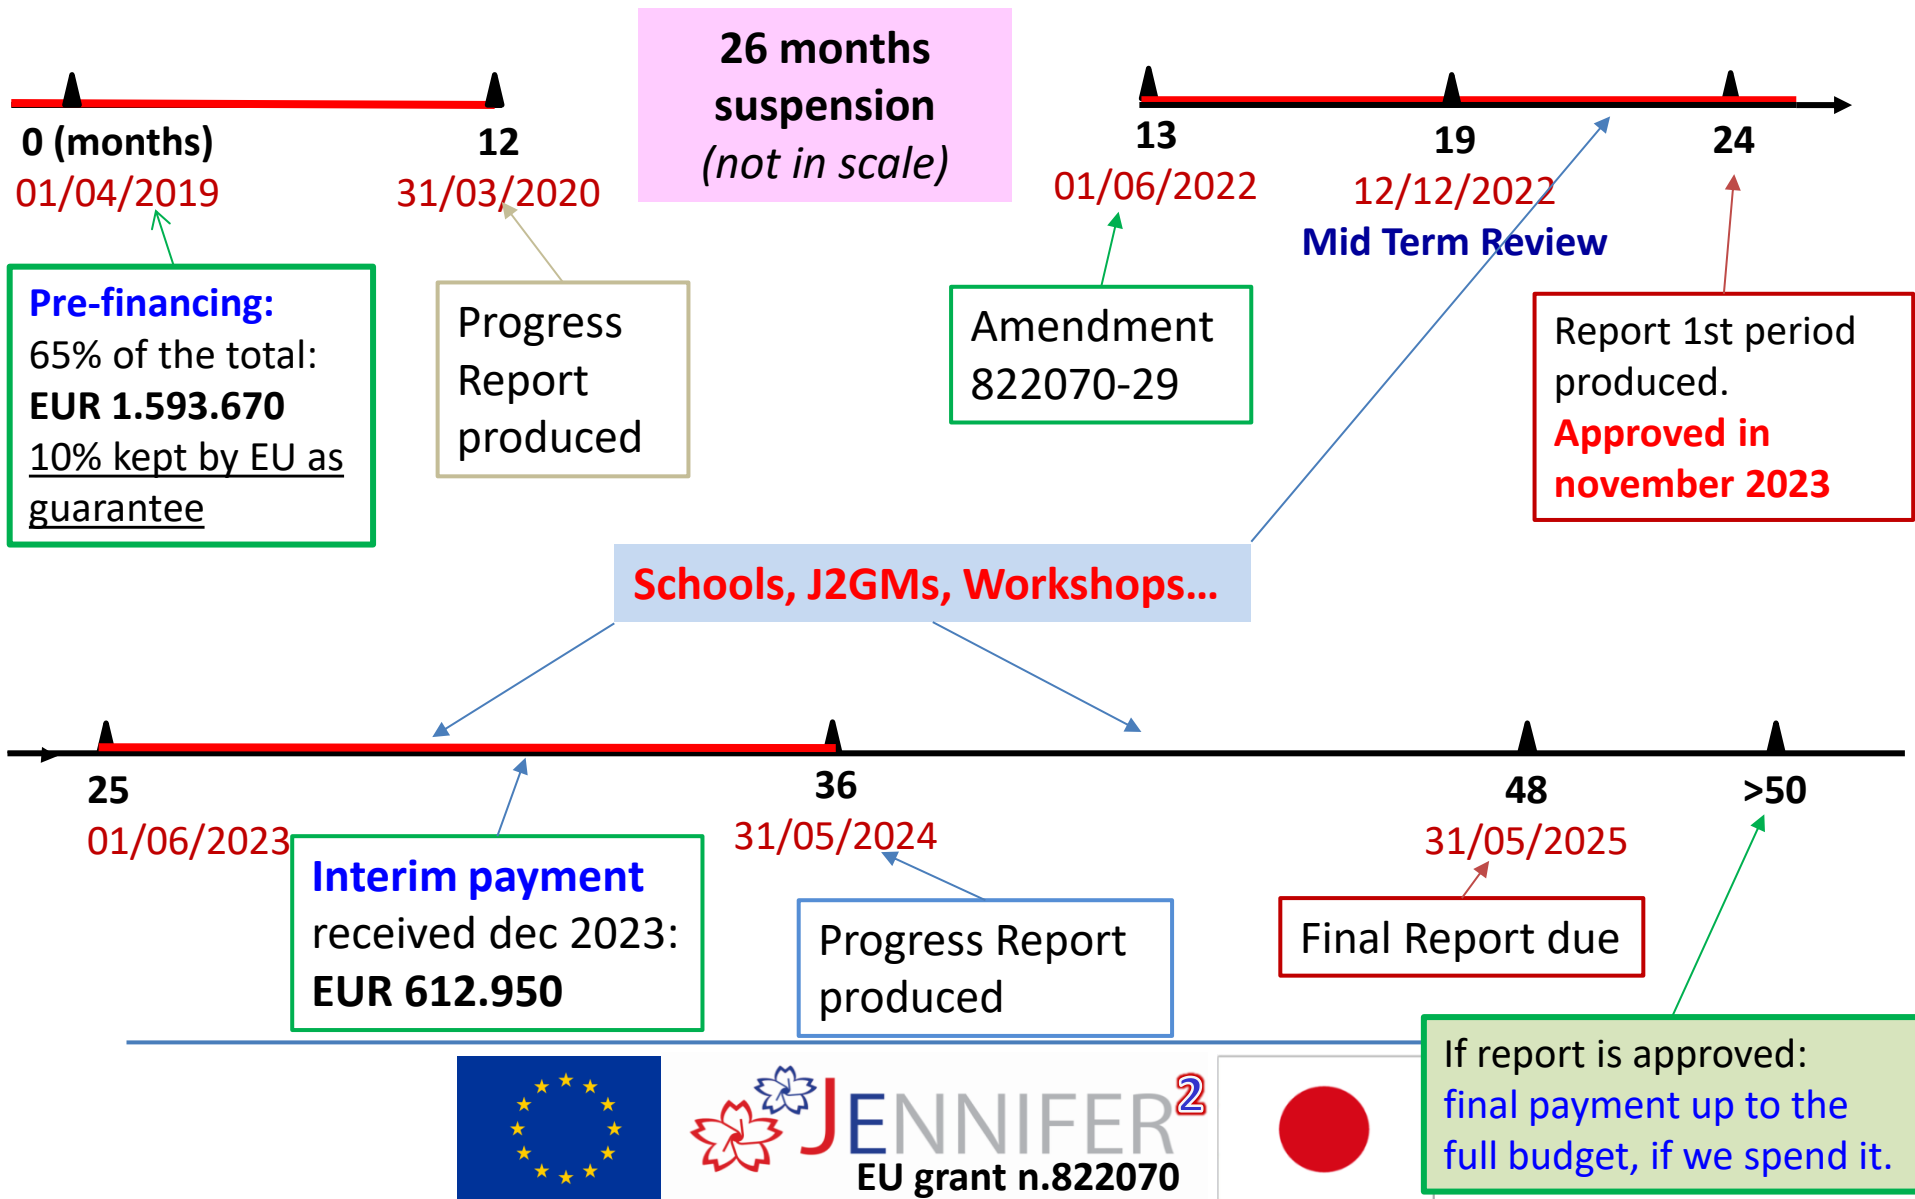 26 months
suspension
(not in scale)
0 (months)
01/04/2019
12
31/03/2020
13
01/06/2022
19
12/12/2022
Mid Term Review
24
Pre-financing:
65% of the total:
EUR 1.593.670
10% kept by EU as
guarantee
Progress
Report
produced
Amendment
822070-29
Report 1st period
produced.
Approved in
november 2023
Schools, J2GMs, Workshops...
25
01/06/2023
36
31/05/2024
48
31/05/2025
>50
Interim payment
received dec 2023:
EUR 612.950
Progress Report
produced
Final Report due
If report is approved:
final payment up to the
full budget, if we spend it.
JENNIFER2
EU grant n.822070